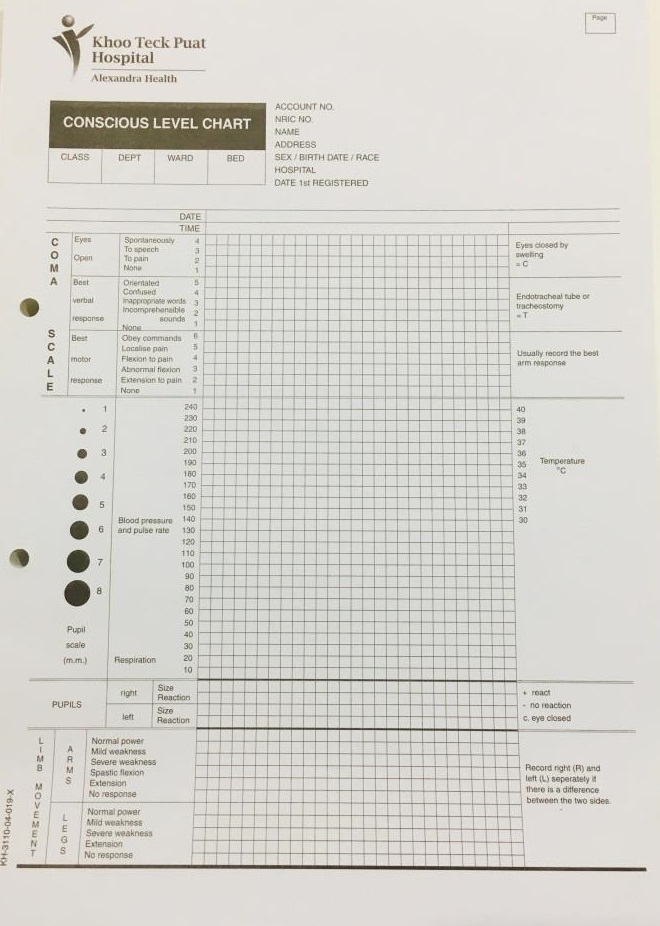 Page
Khoo Teck Puat
Hospital
Alexandra Health
CONSCIOUS LEVEL CHART
CLASS DEPT WARD BED
ACCOUNT NO.
NRIC NO.
NAME
ADDRESS
SEX / BIRTH DATE / RACE
HOSPITAL
DATE 1st REGISTERED
DATE
TIME
COMA SCALE
Eyes Open
Spontaneously 4
To speech 3
To pain 2
None 1
Eyes closed by
swelling
= C
Best verbal response
Orientated 5
Confused 4
Inappropriate words 3
Incomprehensible 2
sounds
None 1
Endotracheal tube or
tracheostomy
= T
Best motor response
Obey commands 6
Localise pain 5
Flexion to pain 4
Abnormal flexion 3
Extension to pain 2
None 1
Usually record the best
arm response
1
2
3
4
5
6
7
8
Pupil
scale
(m.m.)
Blood pressure
and pulse rate
Respiration
240
230
220
210
200
190
180
170
160
150
140
130
120
110
100
90
80
70
60
50
40
30
20
10
40
39
38
37
36
35
34
33
32
31
30
Temperature
°C
PUPILS
right
Size
Reaction
left
Size
Reaction
+ react
- no reaction
c. eye closed
LIMB MOVEMENT
ARMS
Normal power
Mild weakness
Severe weakness
Spastic flexion
Extension
No response
LEGS
Normal power
Mild weakness
Severe weakness
Extension
No response
Record right (R) and
left (L) seperately if
there is a difference
between the two sides.
KH-3110-04-019-X